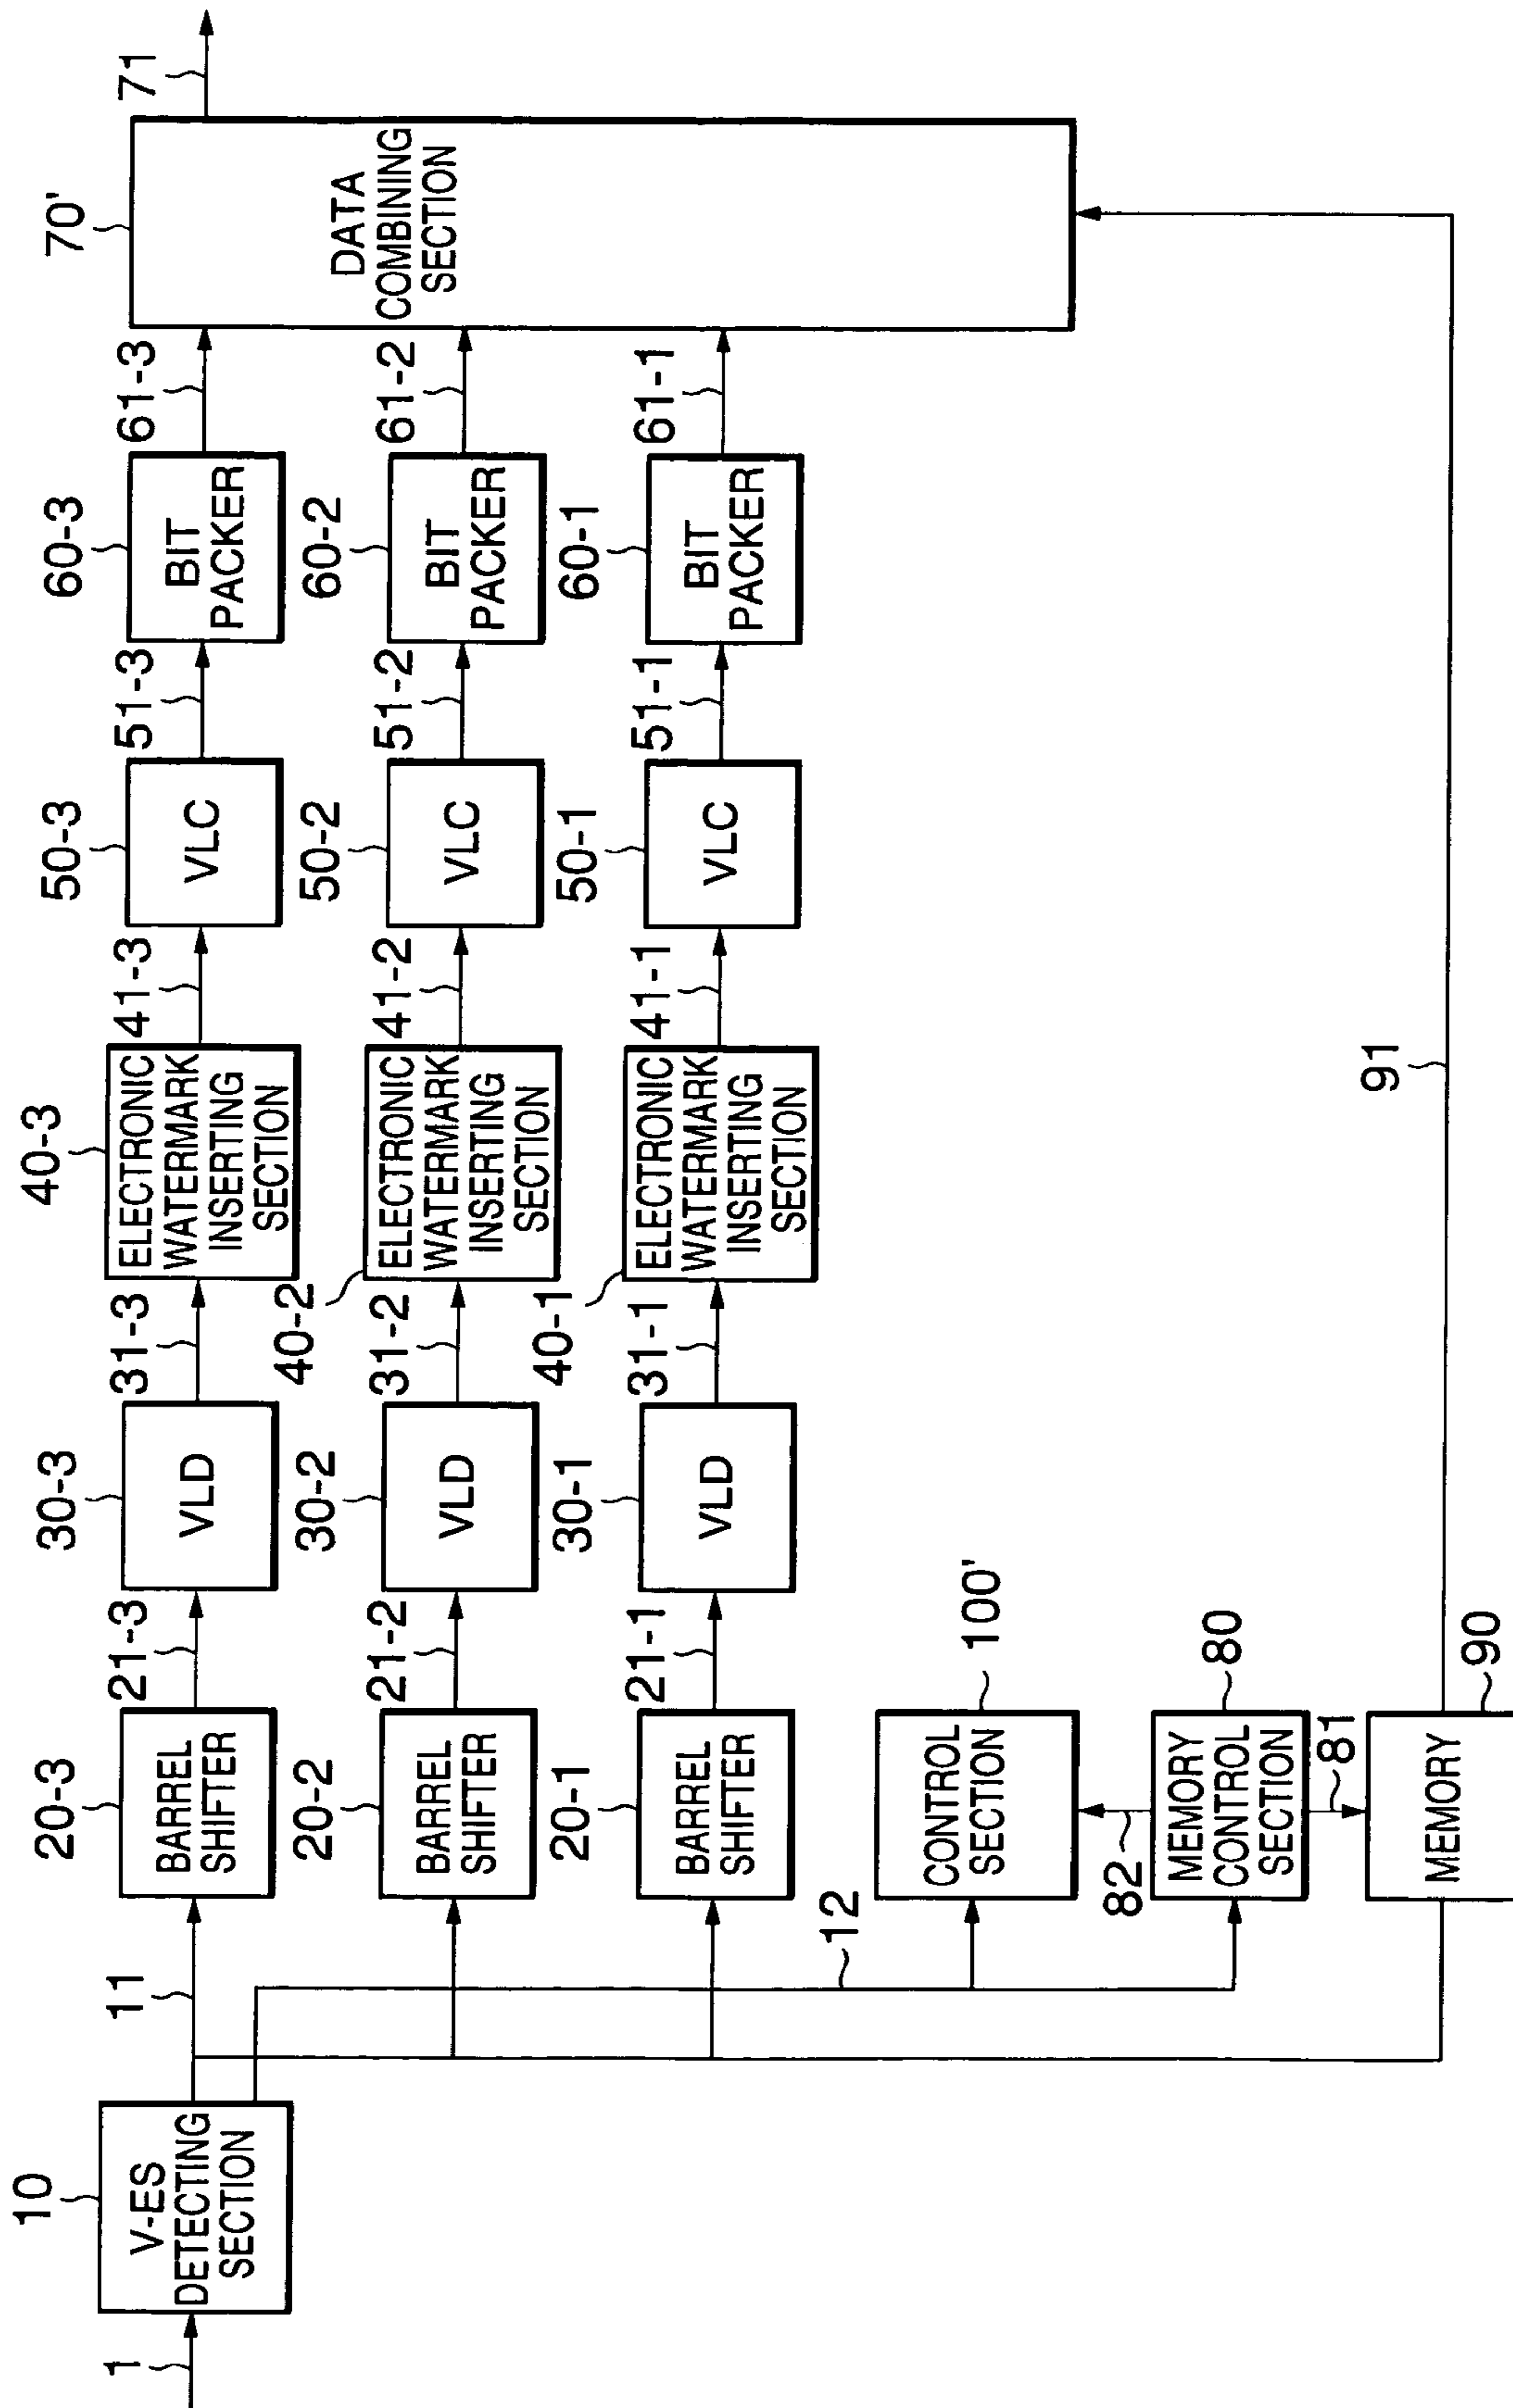 1
10
V-ES
DETECTING
SECTION
11
12
20-3
BARREL
SHIFTER
21-3
30-3
VLD
31-3
40-3
ELECTRONIC
WATERMARK
INSERTING
SECTION
41-3
50-3
VLC
51-3
60-3
BIT
PACKER
61-3
20-2
BARREL
SHIFTER
21-2
30-2
VLD
31-2
40-2
ELECTRONIC
WATERMARK
INSERTING
SECTION
41-2
50-2
VLC
51-2
60-2
BIT
PACKER
61-2
20-1
BARREL
SHIFTER
21-1
30-1
VLD
31-1
40-1
ELECTRONIC
WATERMARK
INSERTING
SECTION
41-1
50-1
VLC
51-1
60-1
BIT
PACKER
61-1
70'
DATA
COMBINING
SECTION
71
CONTROL
SECTION
100'
82
MEMORY
CONTROL
SECTION
80
81
MEMORY
90
91